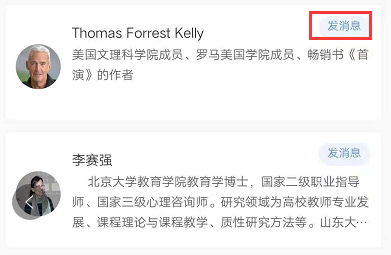 Thomas Forrest Kelly
发消息
美国文理科学院成员、罗马美国学院成员、畅销书《首
演》的作者
李赛强
发消息
北京大学教育学院教育学博士，国家二级职业指导
师、国家三级心理咨询师。研究领域为高校教师专业发
展、课程理论与课程教学、质性研究方法等。山东大...